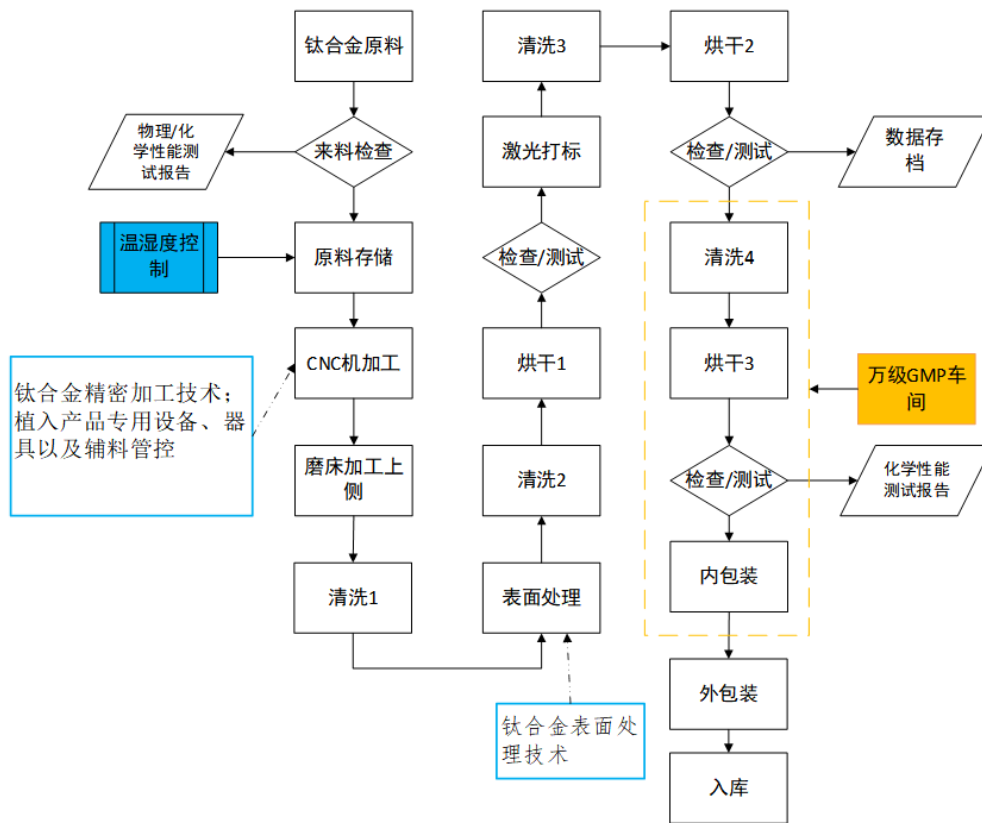 钛合金原料
物理/化
学性能测
试报告
来料检查
温湿度控
制
原料存储
钛合金精密加工技术；
植入产品专用设备、器
具以及辅料管控
CNC机加工
磨床加工上
侧
清洗1
清洗3
激光打标
检查/测试
烘干1
清洗2
表面处理
钛合金表面处
理技术
烘干2
检查/测试
数据存
档
清洗4
烘干3
万级GMP车
间
检查/测试
化学性能
测试报告
内包装
外包装
入库